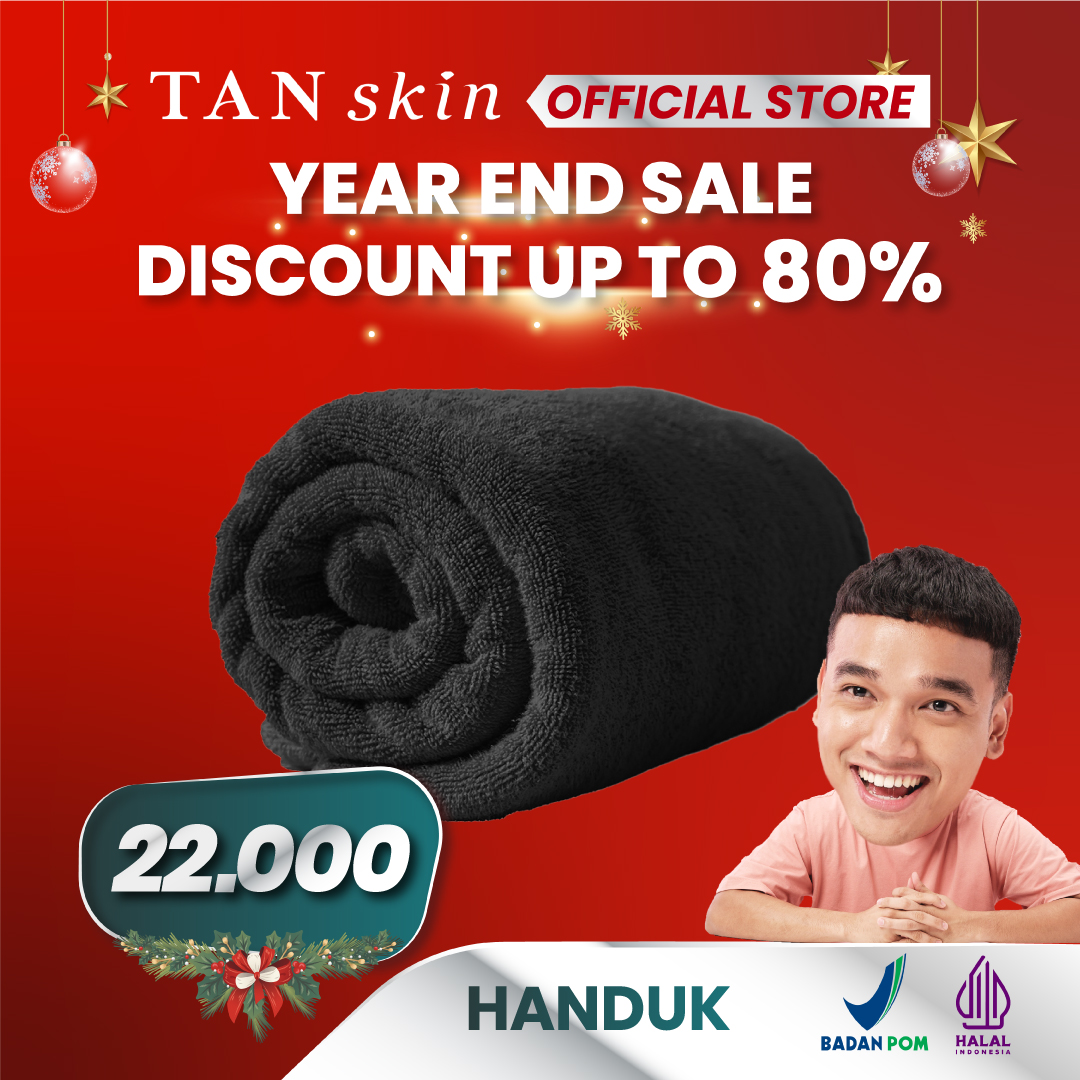 TAN skin OFFICIAL STORE
YEAR END SALE
DISCOUNT UP TO 80%
22.000
HANDUK
BADAN POM
HALAL
INDONESIA